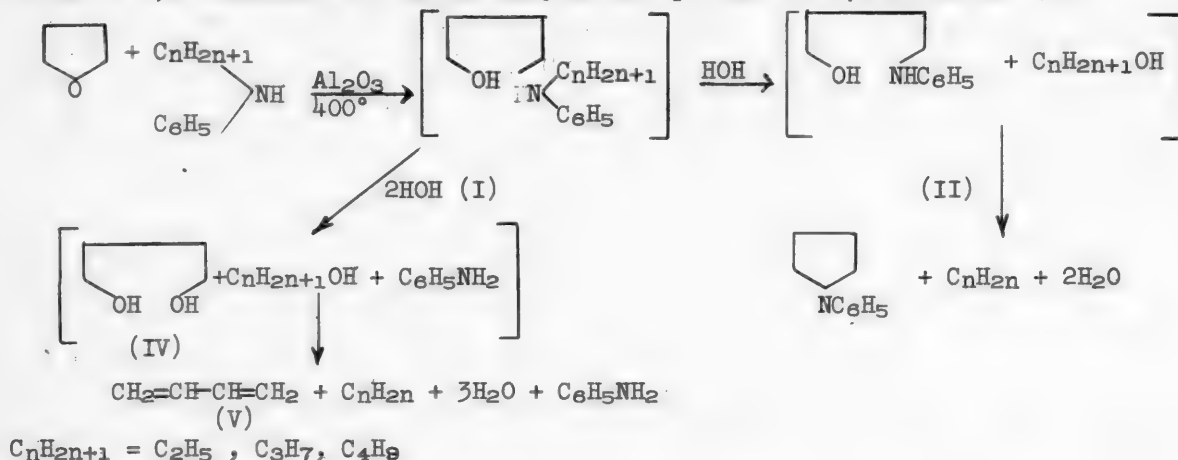 O + CnH2n+1 NH C6H5 Al2O3 400° OH N CnH2n+1 C6H5 HOH OH NHC6H5 + CnH2n+1OH
2HOH (I) (II)
OH OH +CnH2n+1OH + C6H5NH2
(IV)
NC6H5 + CnH2n + 2H2O
CH2=CH-CH=CH2 + CnH2n + 3H2O + C6H5NH2
(V)
CnH2n+1 = C2H5 , C3H7, C4H9